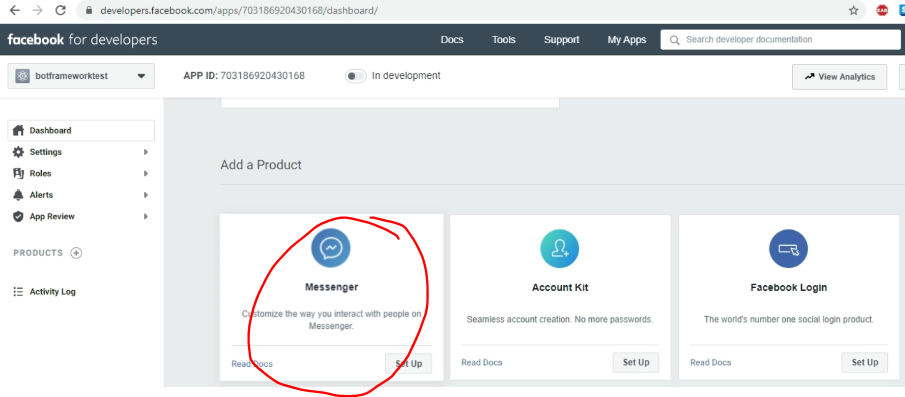 developers.facebook.com/apps/703186920430168/dashboard/
facebook for developers
Docs
Tools
Support
My Apps
Search developer documentation
botframeworktest
APP ID: 703186920430168
In development
View Analytics
Dashboard
Settings
Roles
Alerts
App Review
PRODUCTS
Activity Log
Add a Product
Messenger
Customize the way you interact with people on
Messenger.
Read Docs
Set Up
Account Kit
Seamless account creation. No more passwords.
Read Docs
Set Up
Facebook Login
The world's number one social login product.
Read Docs
Set Up